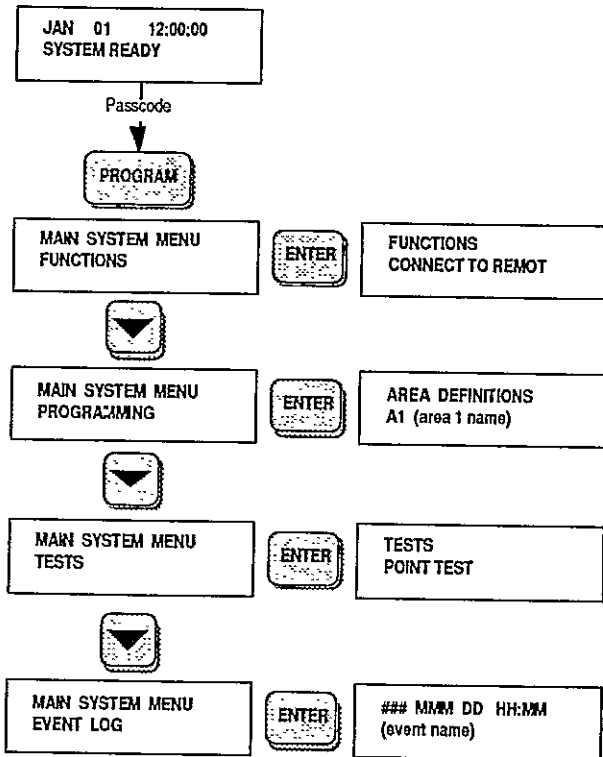 JAN 01 12:00:00
SYSTEM READY
Passcode
PROGRAM
MAIN SYSTEM MENU
FUNCTIONS
ENTER
FUNCTIONS
CONNECT TO REMOT
MAIN SYSTEM MENU
PROGRAMMING
ENTER
AREA DEFINITIONS
A1 (area 1 name)
MAIN SYSTEM MENU
TESTS
ENTER
TESTS
POINT TEST
MAIN SYSTEM MENU
EVENT LOG
ENTER
### MMM DD HH:MM
(event name)